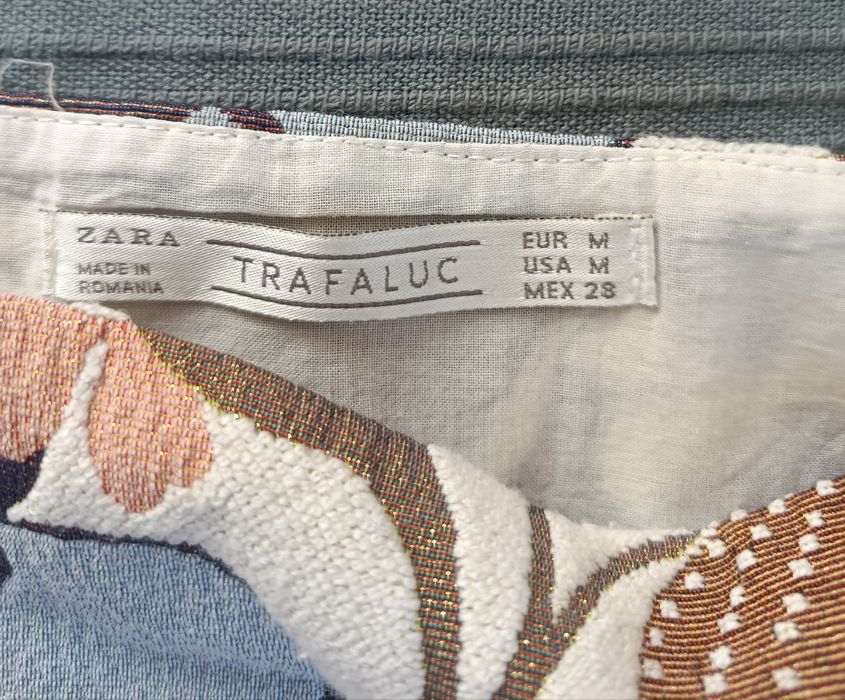 ZARA
MADE IN
ROMANIA
TRAFALUC
EUR M
USA M
MEX 28